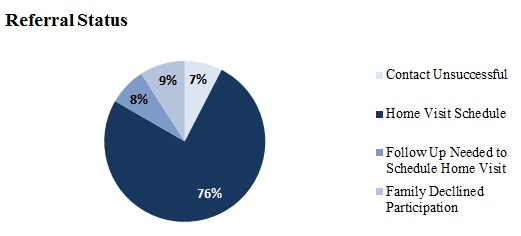 Referral Status
9%
7%
8%
76%
Contact Unsuccessful
Home Visit Schedule
Follow Up Needed to
Schedule Home Visit
Family Decllined
Participation